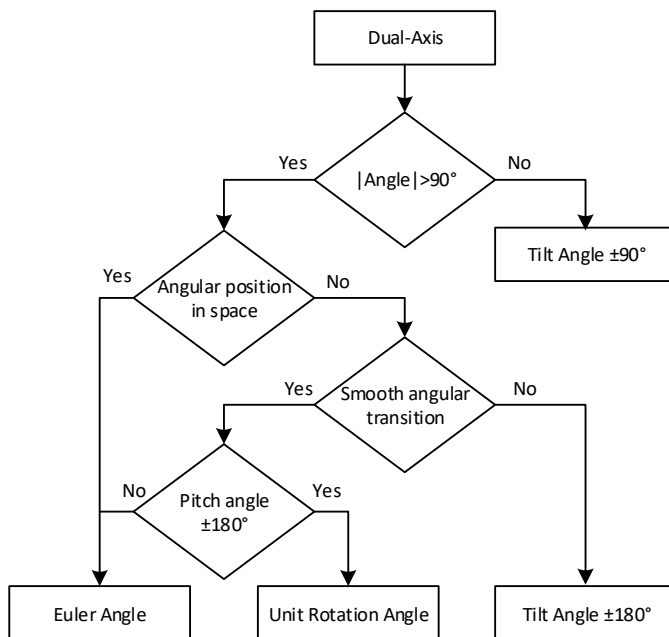 Dual-Axis
Yes
|Angle|>90°
No
Tilt Angle ±90°
Yes
Angular position
in space
No
Yes
Smooth angular
transition
No
No
Pitch angle
±180°
Yes
Euler Angle
Unit Rotation Angle
Tilt Angle ±180°